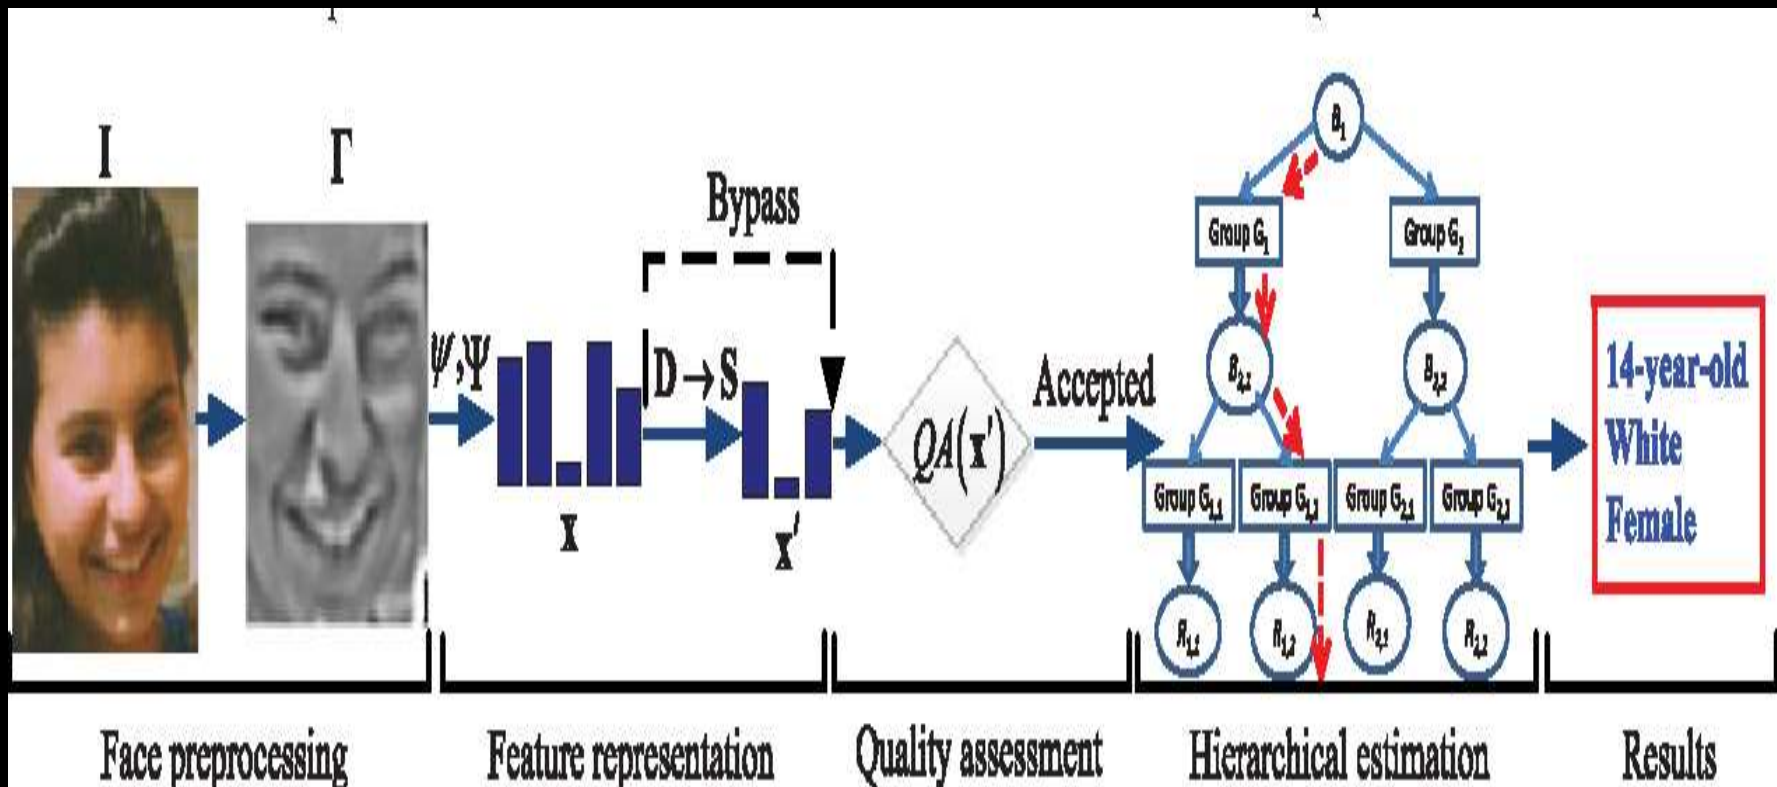 I
Γ
ψ,Ψ
x
D→S
Bypass
x'
QA(x')
Accepted
B₁
Group G₁
Group G₂
B₂,₁
B₂,₂
Group G₁,₁
Group G₁,₂
Group G₂,₁
Group G₂,₂
R₁,₁
R₁,₂
R₂,₁
R₂,₂
14-year-old
White
Female
Face preprocessing
Feature representation
Quality assessment
Hierarchical estimation
Results